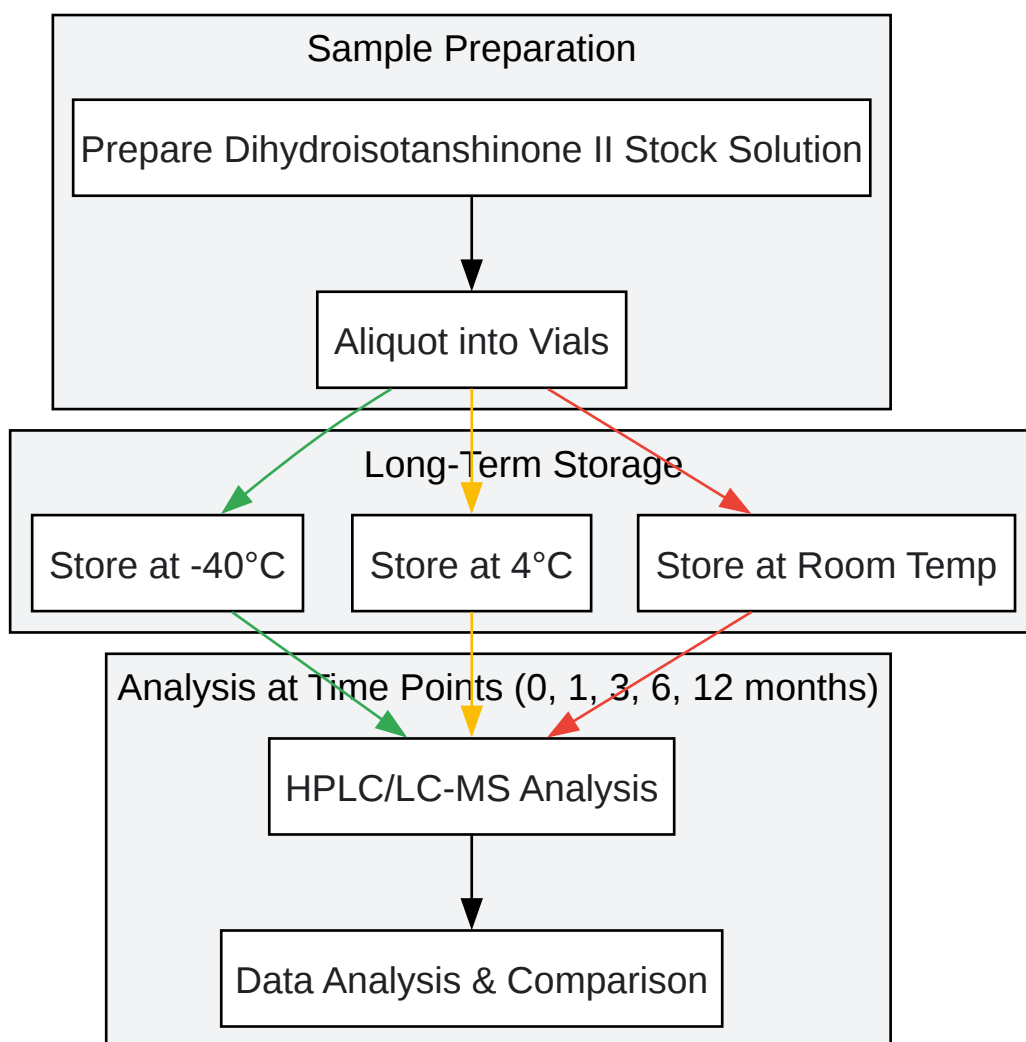 Sample Preparation
Prepare Dihydroisotanshinone II Stock Solution
Aliquot into Vials
Long-Term Storage
Store at -40°C
Store at 4°C
Store at Room Temp
Analysis at Time Points (0, 1, 3, 6, 12 months)
HPLC/LC-MS Analysis
Data Analysis & Comparison